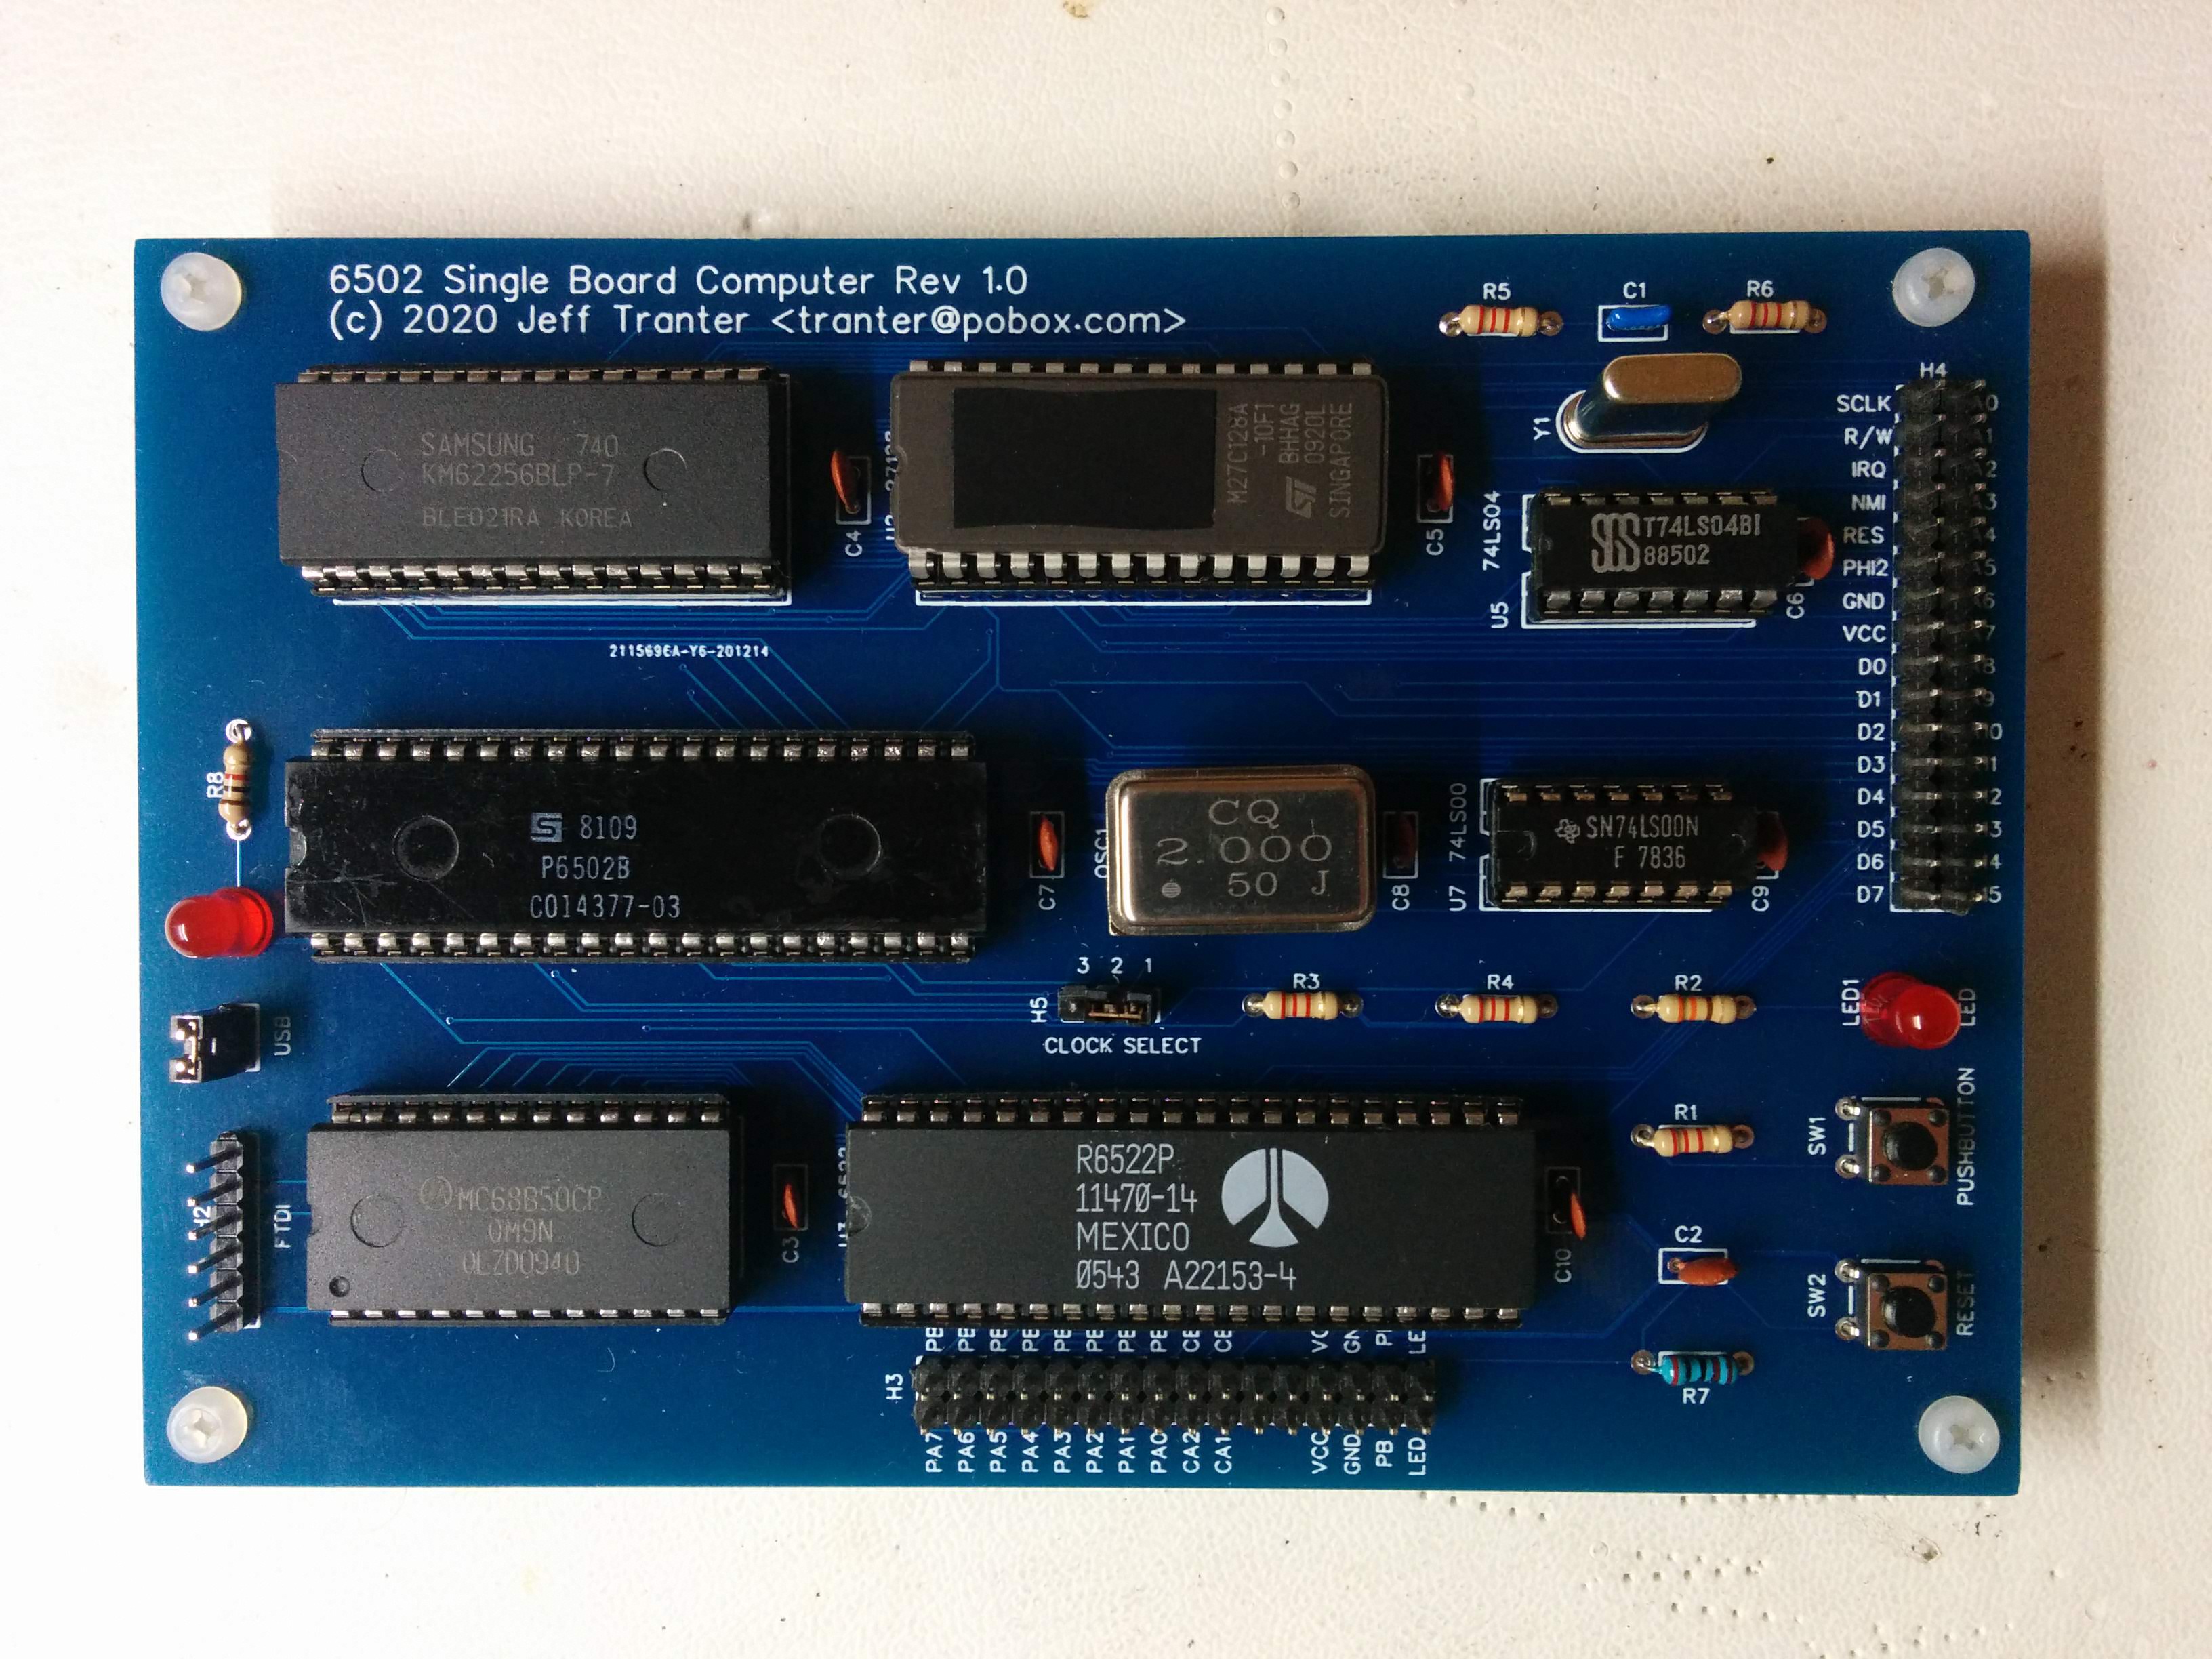 6502 Single Board Computer Rev 1.0
(c) 2020 Jeff Tranter <tranter@pobox.com>
R5
C1
R6
H4
SAMSUNG 740
KM62256BLP-7
BLE021RA KOREA
C4
M27C128A
-10F1
BHHAG
0920L
ST
SINGAPORE
C5
Y1
74LS04
U5
T74LS04BI
88502
C6
SCLK
R/W
IRQ
NMI
RES
PHI2
GND
VCC
D0
D1
D2
D3
D4
D5
D6
D7
2115696A-Y6-201214
R8
8109
P6502B
C014377-03
C7
OSC1
CQ
2.000
50 J
C8
U7 74LS00
SN74LS00N
F 7836
C9
3 2 1
H5
CLOCK SELECT
R3
R4
R2
LED1
LED
USB
H2
FTDI
MC68B50CP
0M9N
QLZD0940
C3
R6522P
11470-14
MEXICO
0543 A22153-4
C10
R1
SW1
PUSHBUTTON
C2
SW2
RESET
R7
H3
PA7
PA6
PA5
PA4
PA3
PA2
PA1
PA0
CA2
CA1
VCC
GND
PB
LED